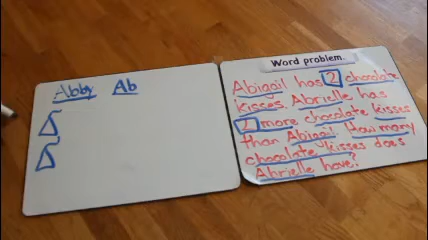 Abby Ab
Word problem.
Abigail has 2 chocolate
kisses. Abrielle has
2 more chocolate kisses
than Abigail. How many
chocolate kisses does
Abrielle have?